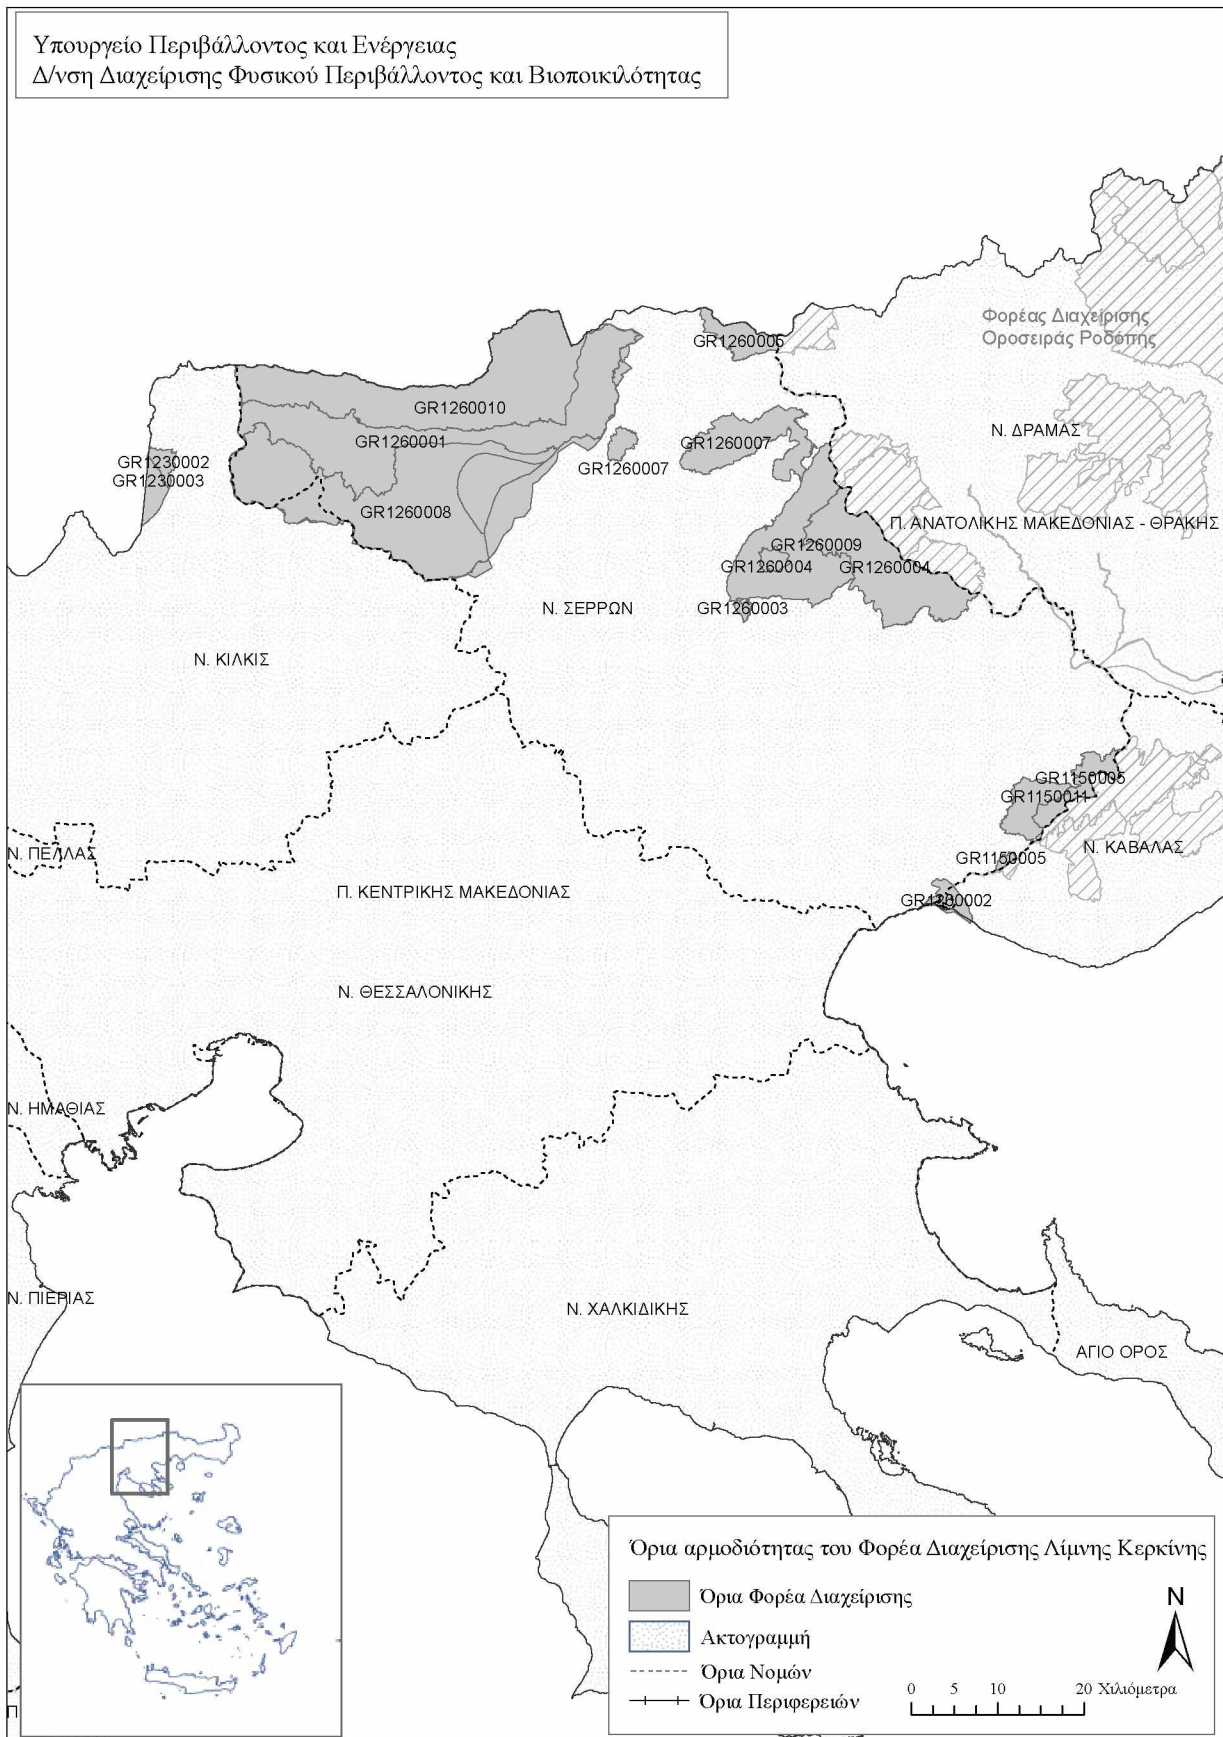 Υπουργείο Περιβάλλοντος και Ενέργειας
Δ/νση Διαχείρισης Φυσικού Περιβάλλοντος και Βιοποικιλότητας
Φορέας Διαχείρισης
Οροσειράς Ροδόπης
GR1260005
GR1260010
GR1260001
Ν. ΔΡΑΜΑΣ
GR1260007
GR1230002
GR1260007
GR1230003
GR1260008
Π. ΑΝΑΤΟΛΙΚΗΣ ΜΑΚΕΔΟΝΙΑΣ - ΘΡΑΚΗΣ
GR1260009
GR1260004
GR1260004
GR1260003
Ν. ΣΕΡΡΩΝ
Ν. ΚΙΛΚΙΣ
GR1150005
GR1150011
Ν. ΚΑΒΑΛΑΣ
Ν. ΠΕΛΛΑΣ
GR1150005
Π. ΚΕΝΤΡΙΚΗΣ ΜΑΚΕΔΟΝΙΑΣ
GR1260002
Ν. ΘΕΣΣΑΛΟΝΙΚΗΣ
Ν. ΗΜΑΘΙΑΣ
Ν. ΠΙΕΡΙΑΣ
Ν. ΧΑΛΚΙΔΙΚΗΣ
ΑΓΙΟ ΟΡΟΣ
Όρια αρμοδιότητας του Φορέα Διαχείρισης Λίμνης Κερκίνης
Όρια Φορέα Διαχείρισης
N
Ακτογραμμή
Όρια Νομών
Όρια Περιφερειών
0 5 10 20 Χιλιόμετρα